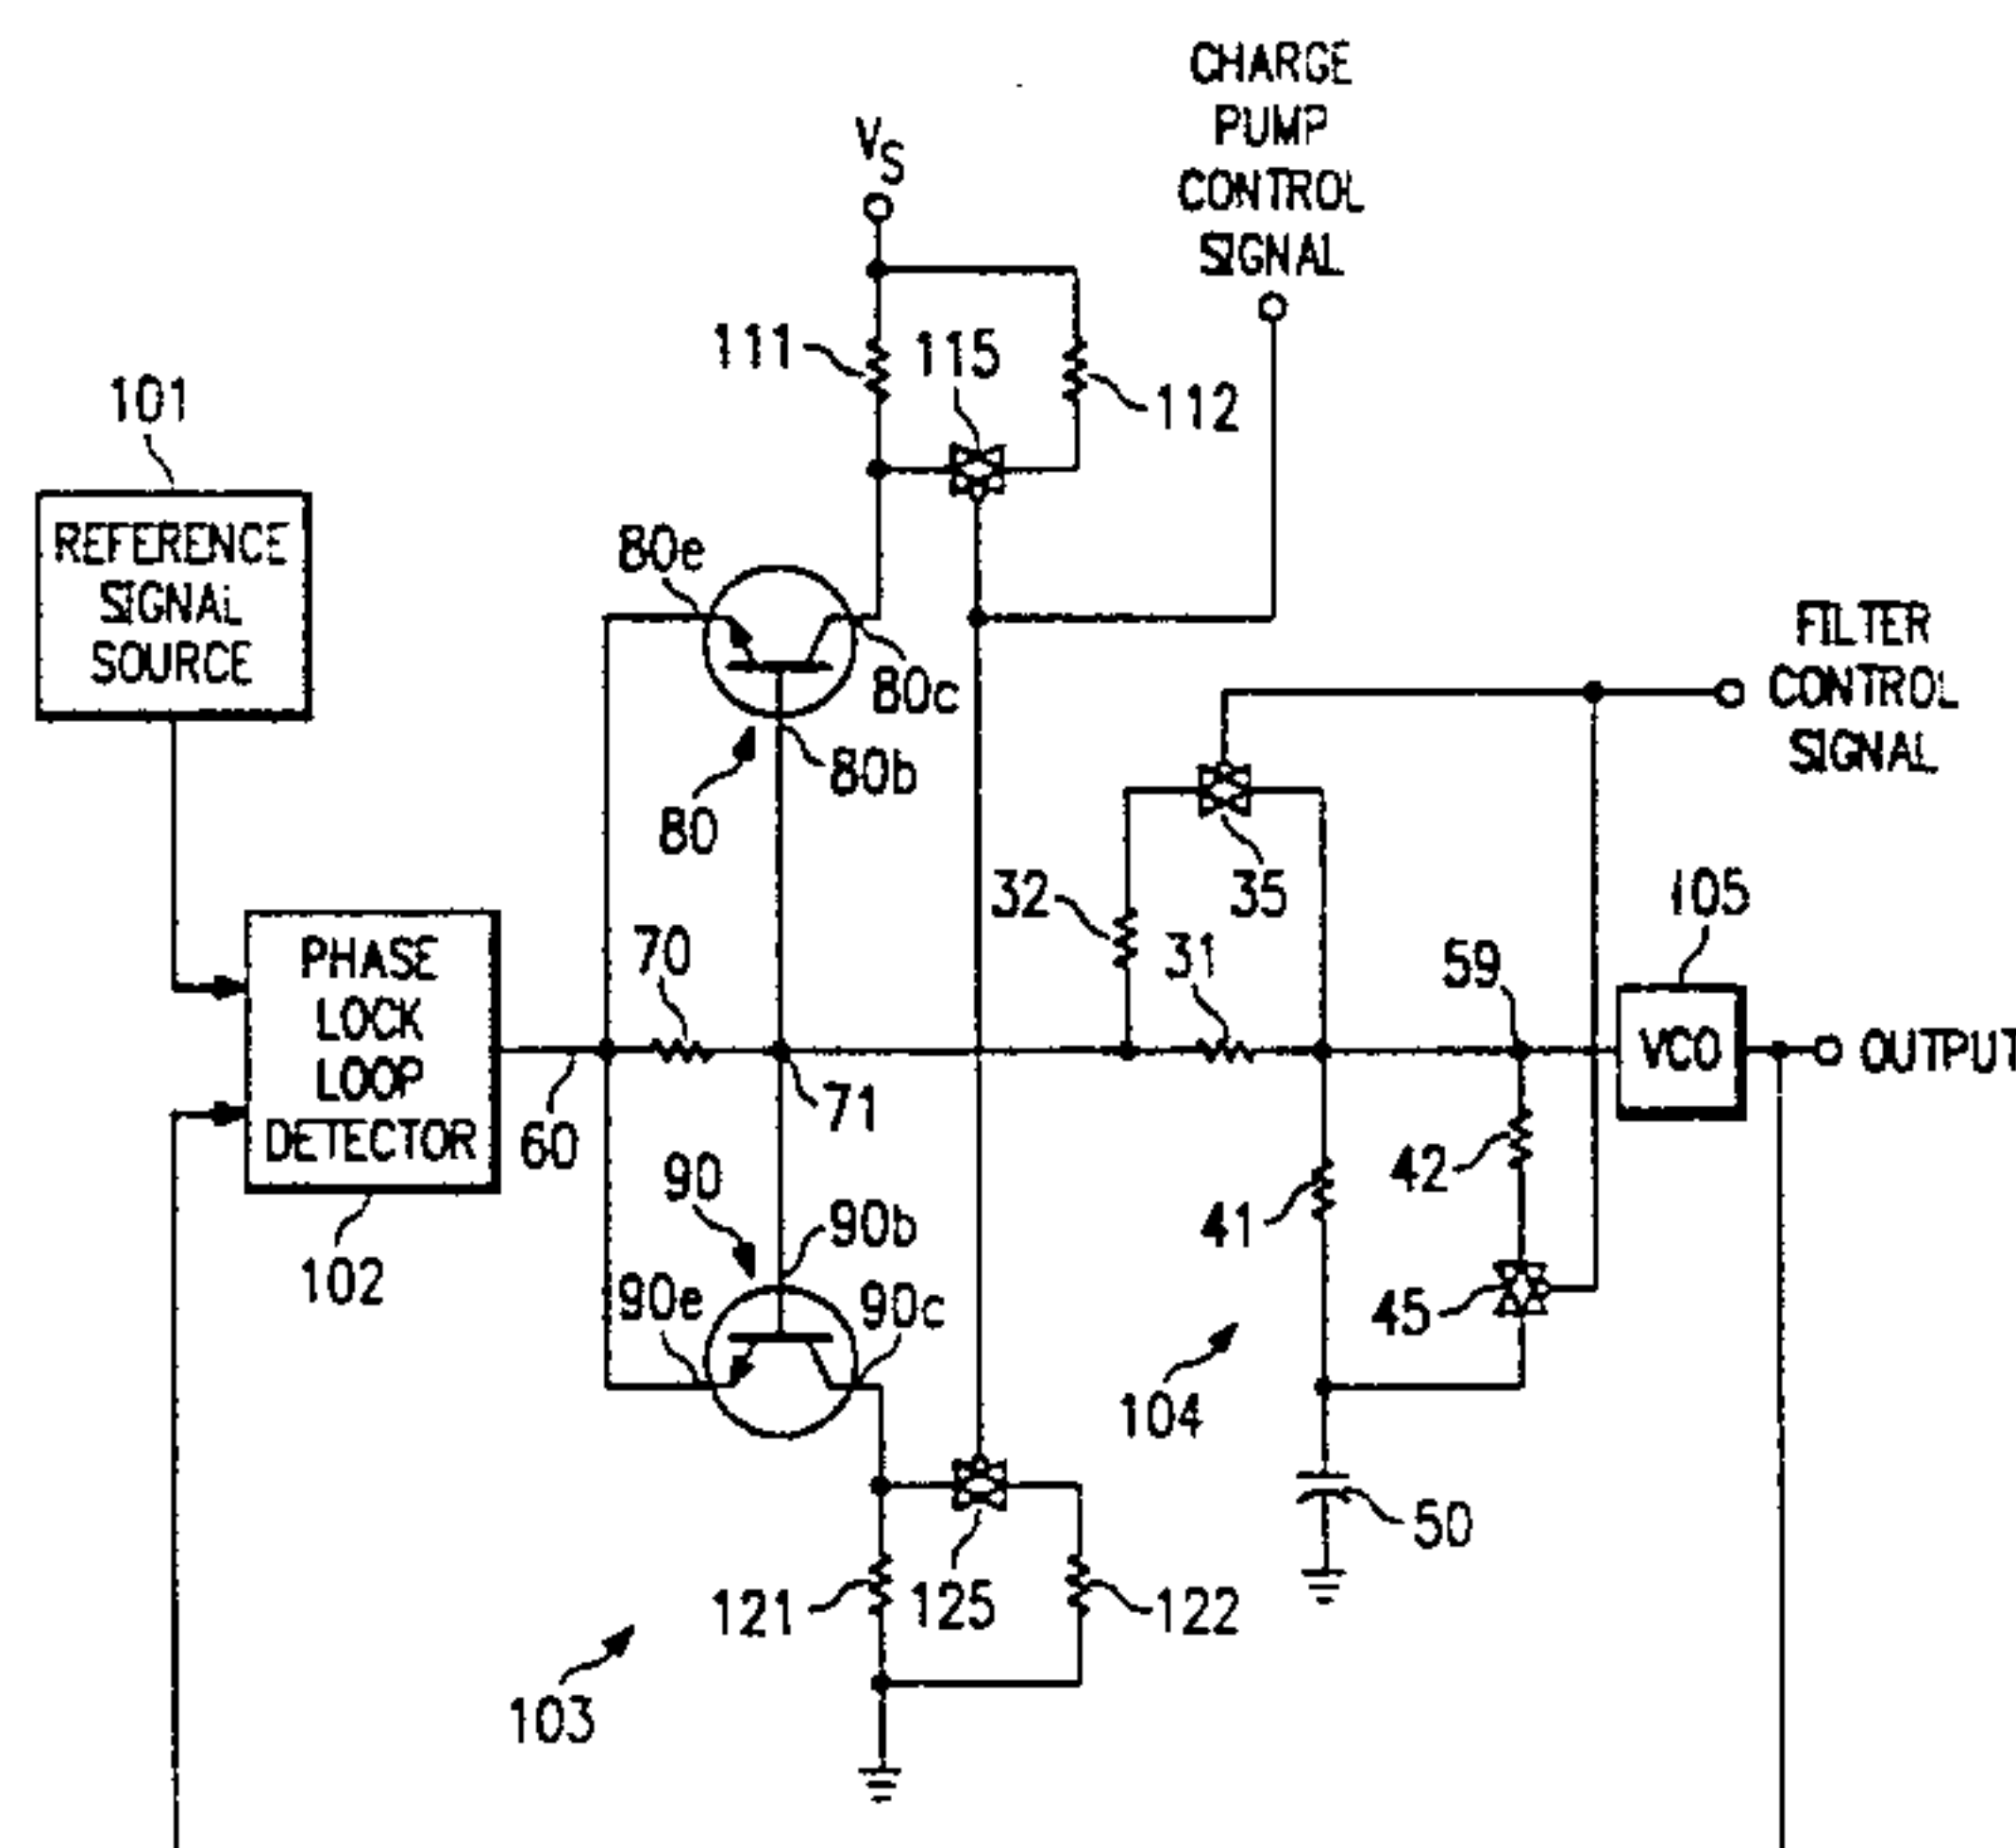 CHARGE
PUMP
CONTROL
SIGNAL
VS
111
115
112
101
REFERENCE
SIGNAL
SOURCE
80e
80c
80b
80
FILTER
CONTROL
SIGNAL
35
32
31
105
59
VCO
OUTPUT
PHASE
LOCK
LOOP
DETECTOR
102
70
60
71
90
90b
90e
90c
42
41
45
104
50
121
125
122
103